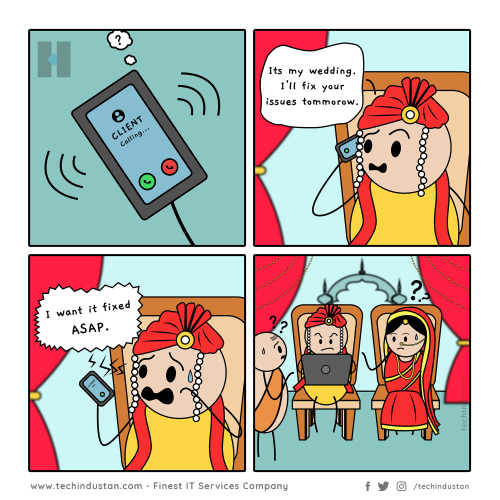 ?
CLIENT
Calling...
Its my wedding.
I'll fix your
issues tommorow.
I want it fixed
ASAP.
? ?
?
www.techindustan.com - Finest IT Services Company
/techindustan